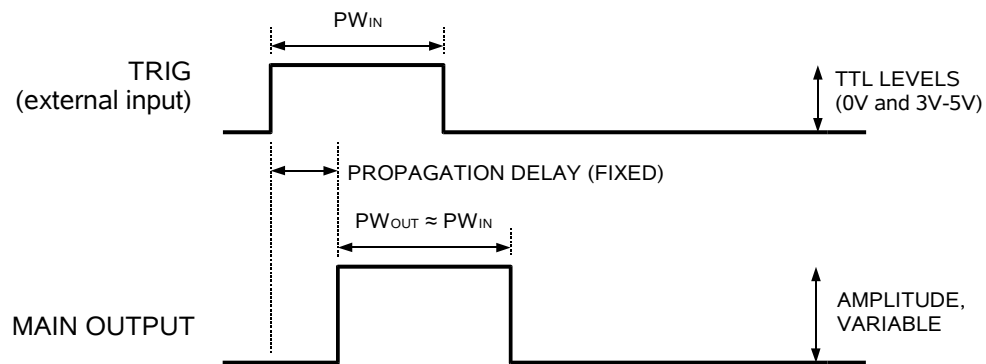 PWIN
TRIG
(external input)
TTL LEVELS
(0V and 3V-5V)
PROPAGATION DELAY (FIXED)
PWOUT ≈ PWIN
MAIN OUTPUT
AMPLITUDE,
VARIABLE